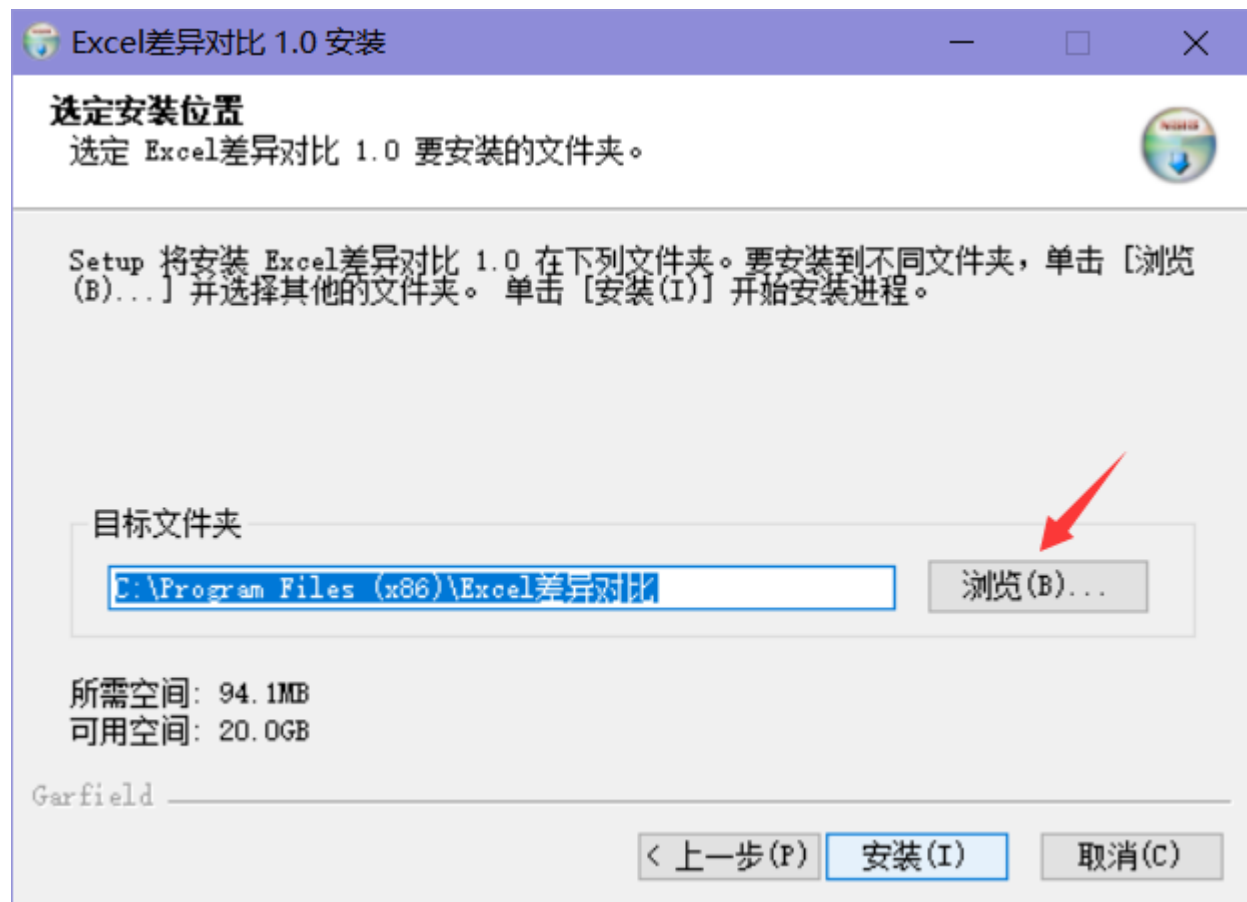 Excel差异对比 1.0 安装
选定安装位置
选定 Excel差异对比 1.0 要安装的文件夹。
Setup 将安装 Excel差异对比 1.0 在下列文件夹。要安装到不同文件夹，单击 [浏览
(B)...] 并选择其他的文件夹。 单击 [安装(I)] 开始安装进程。
目标文件夹
C:\Program Files (x86)\Excel差异对比
浏览(B)...
所需空间: 94.1MB
可用空间: 20.0GB
Garfield
< 上一步(P) 安装(I) 取消(C)